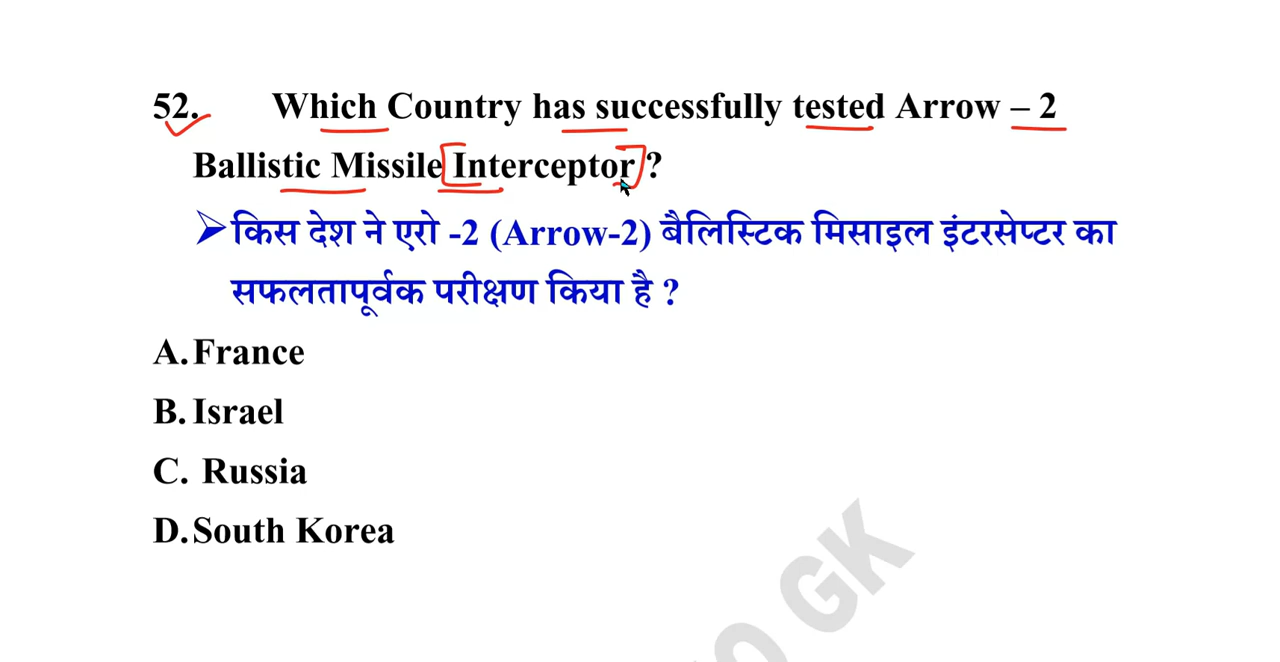 52. Which Country has successfully tested Arrow – 2
Ballistic Missile [Interceptor]?
➢किस देश ने एरो -2 (Arrow-2) बैलिस्टिक मिसाइल इंटरसेप्टर का
सफलतापूर्वक परीक्षण किया है ?
A.France
B. Israel
C. Russia
D.South Korea
GK